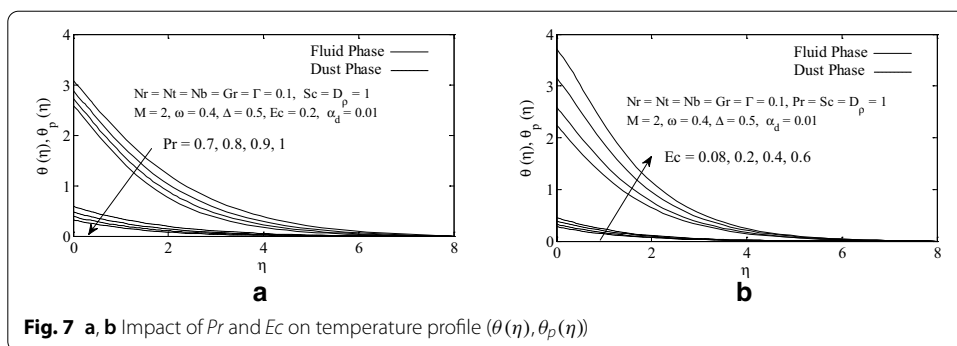 4
3
2
1
0
0
2
4
6
8
θ (η), θp (η)
η
Fluid Phase
Dust Phase
Nr = Nt = Nb = Gr = Γ = 0.1, Sc = Dρ = 1
M = 2, ω = 0.4, Δ = 0.5, Ec = 0.2, αd = 0.01
Pr = 0.7, 0.8, 0.9, 1
a
4
3
2
1
0
0
2
4
6
8
θ (η), θp (η)
η
Fluid Phase
Dust Phase
Nr = Nt = Nb = Gr = Γ = 0.1, Pr = Sc = Dρ = 1
M = 2, ω = 0.4, Δ = 0.5, αd = 0.01
Ec = 0.08, 0.2, 0.4, 0.6
b
Fig. 7 a, b Impact of Pr and Ec on temperature profile (θ(η), θp(η))